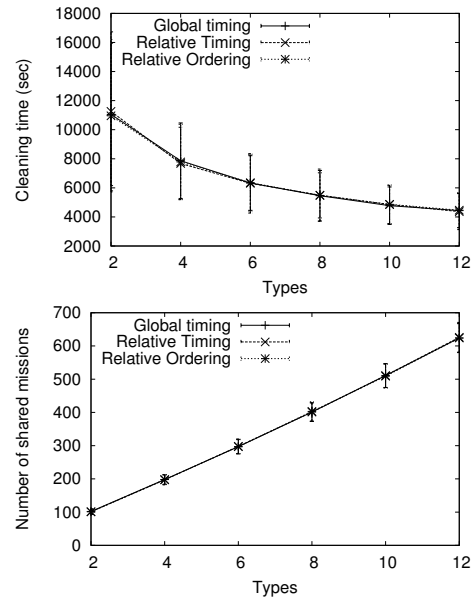 18000
16000
14000
12000
10000
8000
6000
4000
2000
Cleaning time (sec)
Global timing
Relative Timing
Relative Ordering
2 4 6 8 10 12
Types
700
600
500
400
300
200
100
0
Number of shared missions
Global timing
Relative Timing
Relative Ordering
2 4 6 8 10 12
Types